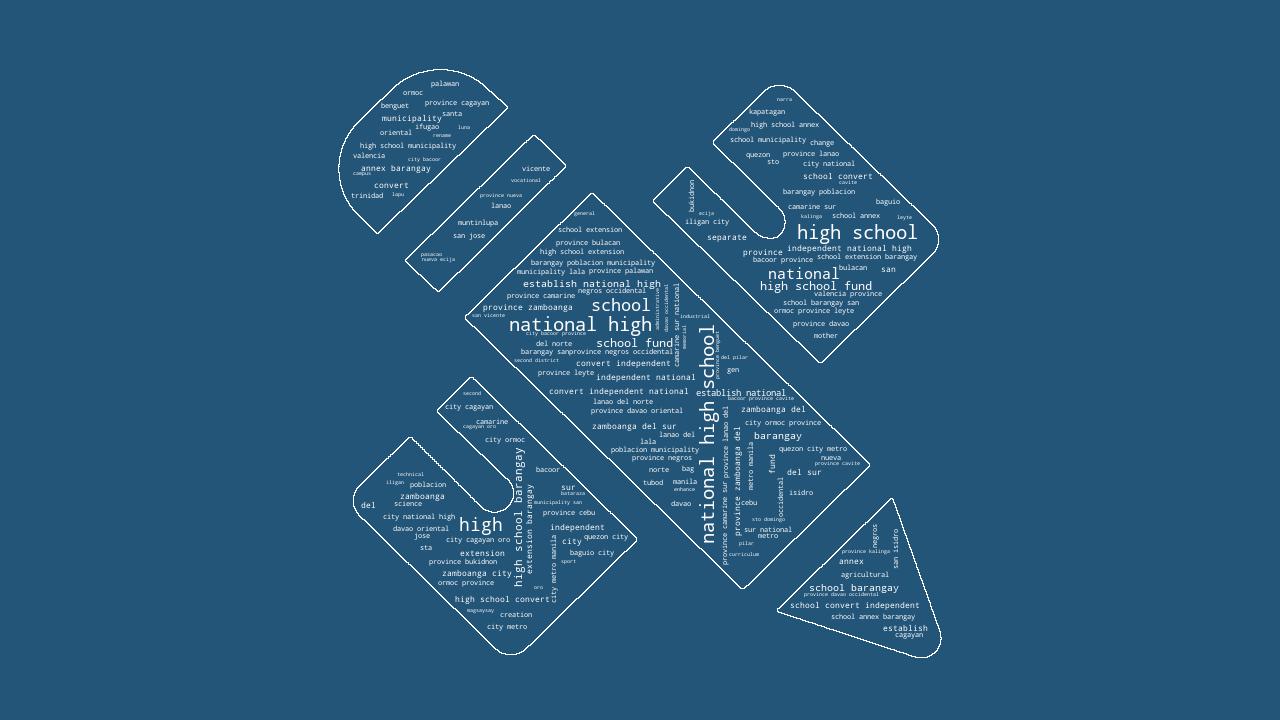 palawan
ormoc
benguet
province cagayan
santa
municipality
ifugao
luna
oriental
rename
high school municipality
valencia
city bacoor
annex barangay
campus
convert
trinidad
lapu
vicente
vocational
province nueva
lanao
muntinlupa
san jose
pasacao
nueva ecija
narra
kapatagan
high school annex
domingo
school municipality
change
quezon
province lanao
sto
city national
school convert
cavite
barangay poblacion
baguio
camarine sur
kalinga
school annex
leyte
high school
independent national high
province
school extension barangay
bacoor province
bulacan
san
national
high school fund
valencia province
school barangay san
ormoc province leyte
province davao
mother
bukidnon
ecija
iligan city
separate
general
school extension
province bulacan
high school extension
barangay poblacion municipality
municipality lala
province palawan
establish national high
negros occidental
province camarine
school
province zamboanga
san vicente
administrative
davao occidental
camarine sur national
industrial
national high
memorial
city bacoor province
del norte
school fund
barangay san
province negros occidental
second district
convert independent
province leyte
independent national
convert independent national
lanao del norte
province davao oriental
zamboanga del sur
lanao del
lala
poblacion municipality
province negros
norte
bag
tubod
manila
enhance
davao
national high school
province benguet
del pilar
gen
establish national
bacoor province cavite
zamboanga del
city ormoc province
barangay
quezon city metro
nueva
province cavite
del sur
fund
metro manila
province zamboanga del
province camarine sur
province lanao del
occidental
isidro
cebu
sto domingo
sur national
metro
pilar
curriculum
second
city cagayan
camarine
cagayan oro
city ormoc
high school barangay
extension barangay
bacoor
sur
bataraza
municipality san
province cebu
independent
city
quezon city
baguio city
sport
city metro manila
oro
technical
iligan
poblacion
zamboanga
science
del
city national high
high
davao oriental
jose
city cagayan oro
sta
extension
province bukidnon
zamboanga city
ormoc province
high school convert
magsaysay
creation
city metro
negros
san isidro
province kalinga
annex
agricultural
school barangay
province davao occidental
school convert independent
school annex barangay
establish
cagayan